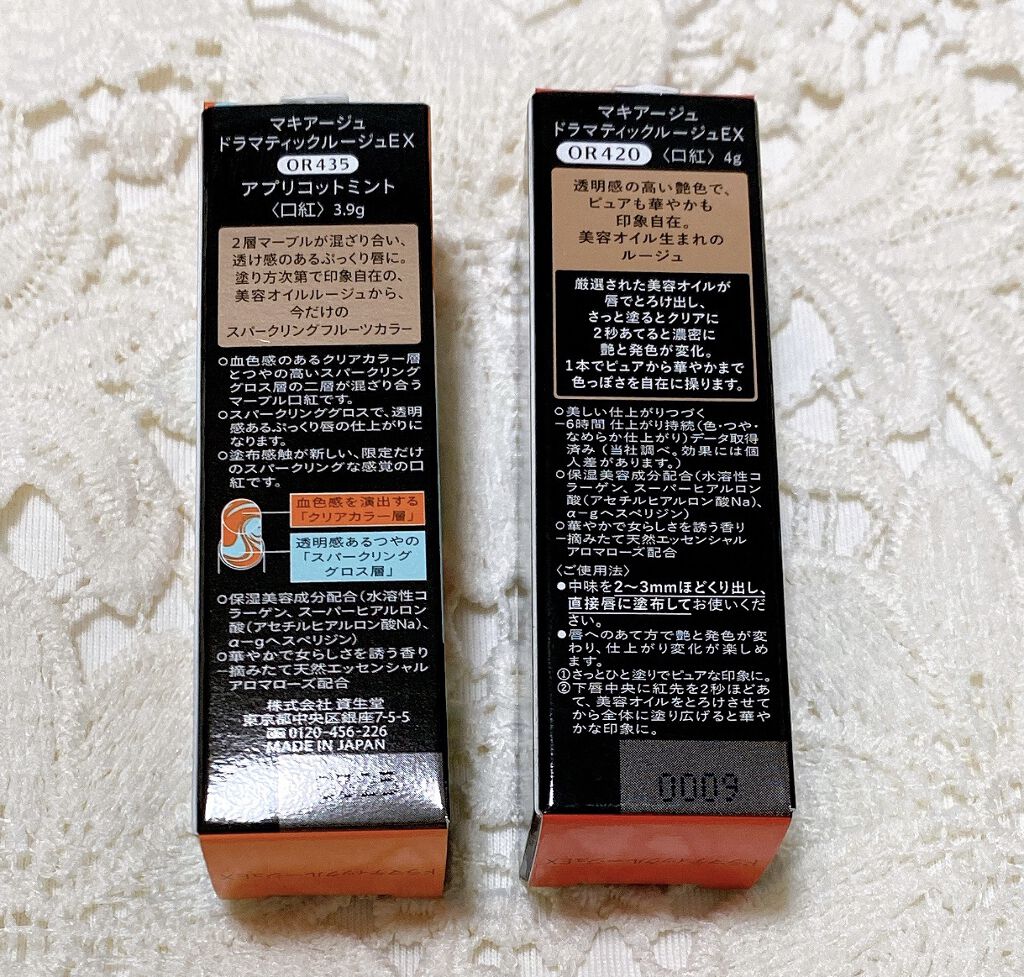 マキアージュ
ドラマティックルージュEX
OR435
アプリコットミント
〈口紅〉3.9g
2層マーブルが混ざり合い、
透け感のあるぷっくり唇に。
塗り方次第で印象自在の、
美容オイルルージュから、
今だけの
スパークリングフルーツカラー
○血色感のあるクリアカラー層
とつやの高いスパークリング
グロス層の二層が混ざり合う
マーブル口紅です。
○スパークリンググロスで、透明
感あるぷっくり唇の仕上がりに
なります。
○塗布感触が新しい、限定だけ
のスパークリングな感覚の口
紅です。
血色感を演出する
「クリアカラー層」
透明感あるつやの
「スパークリング
グロス層」
○保湿美容成分配合(水溶性コ
ラーゲン、スーパーヒアルロン
酸(アセチルヒアルロン酸Na)、
α-gヘスペリジン)
○華やかで女らしさを誘う香り
―摘みたて天然エッセンシャル
アロマローズ配合
株式会社 資生堂
東京都中央区銀座7-5-5
0120-456-226
MADE IN JAPAN
ドラマティックルージュEX
マキアージュ
ドラマティックルージュEX
OR420 〈口紅〉4g
透明感の高い艶色で、
ピュアも華やかも
印象自在。
美容オイル生まれの
ルージュ
厳選された美容オイルが
唇でとろけ出し、
さっと塗るとクリアに
2秒あてると濃密に
艶と発色が変化。
1本でピュアから華やかまで
色っぽさを自在に操ります。
○美しい仕上がりつづく
―6時間 仕上がり持続(色・つや・
なめらか仕上がり)データ取得
済み(当社調べ。効果には個
人差があります。)
○保湿美容成分配合(水溶性コ
ラーゲン、スーパーヒアルロン
酸(アセチルヒアルロン酸Na)、
α-gヘスペリジン)
○華やかで女らしさを誘う香り
―摘みたて天然エッセンシャル
アロマローズ配合
〈ご使用法〉
●中味を2〜3mmほどくり出し、
直接唇に塗布してお使いくだ
さい。
●唇へのあて方で艶と発色が変
わり、仕上がり変化が楽しめ
ます。
①さっとひと塗りでピュアな印象に。
②下唇中央に紅先を2秒ほどあ
て、美容オイルをとろけさせて
から全体に塗り広げると華や
かな印象に。
0009
ドラマティックルージュEX